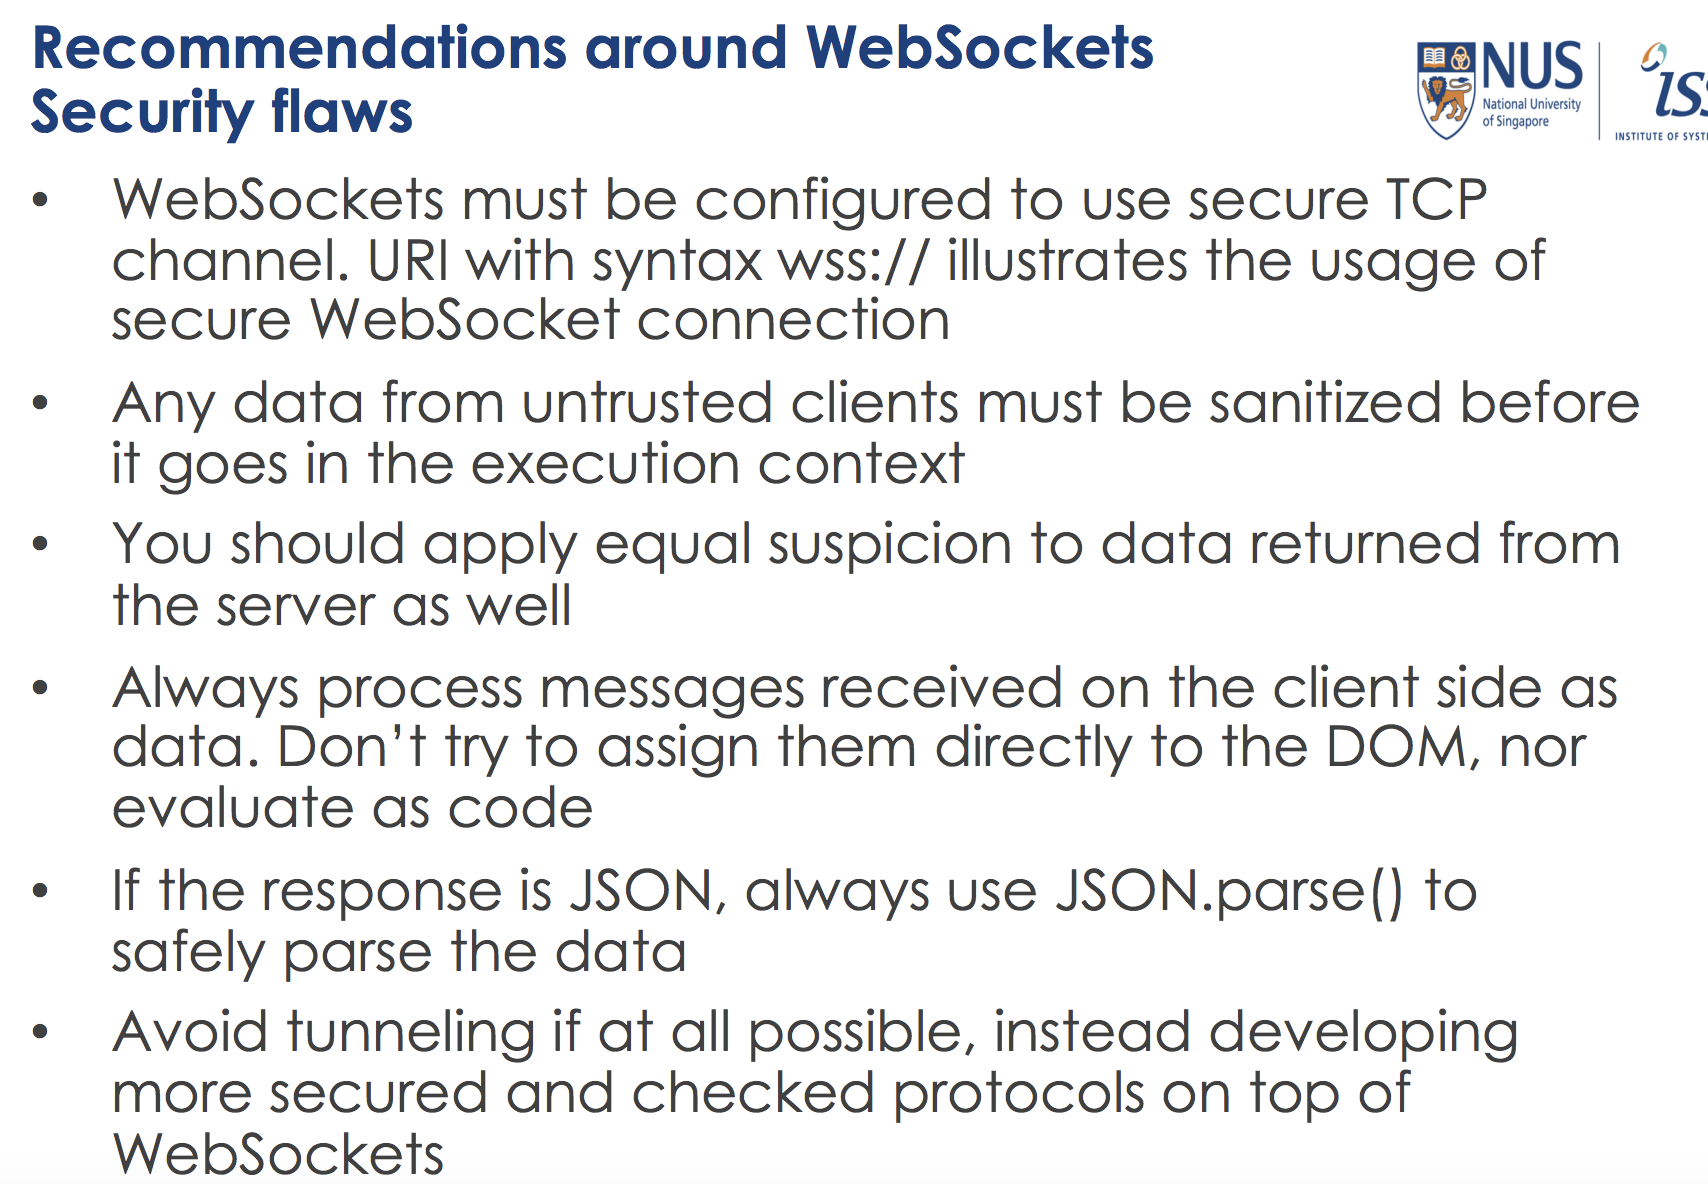 Recommendations around WebSockets
Security flaws
NUS
National University
of Singapore
INSTITUTE OF
• WebSockets must be configured to use secure TCP
channel. URI with syntax wss:// illustrates the usage of
secure WebSocket connection
• Any data from untrusted clients must be sanitized before
it goes in the execution context
• You should apply equal suspicion to data returned from
the server as well
• Always process messages received on the client side as
data. Don’t try to assign them directly to the DOM, nor
evaluate as code
• If the response is JSON, always use JSON.parse() to
safely parse the data
• Avoid tunneling if at all possible, instead developing
more secured and checked protocols on top of
WebSockets